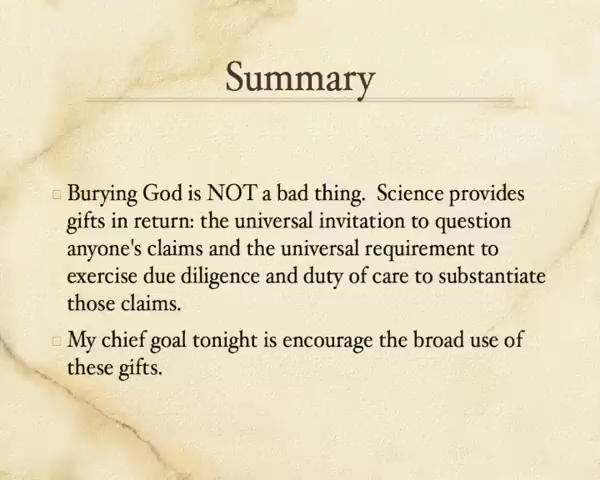 Summary
Burying God is NOT a bad thing. Science provides
gifts in return: the universal invitation to question
anyone's claims and the universal requirement to
exercise due diligence and duty of care to substantiate
those claims.
My chief goal tonight is encourage the broad use of
these gifts.